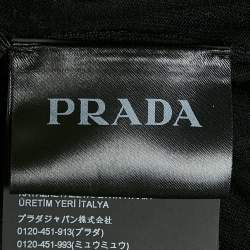 PRADA
ÜRETİM YERİ İTALYA
プラダジャパン株式会社
0120-451-913(プラダ)
0120-451-993(ミュウミュウ)